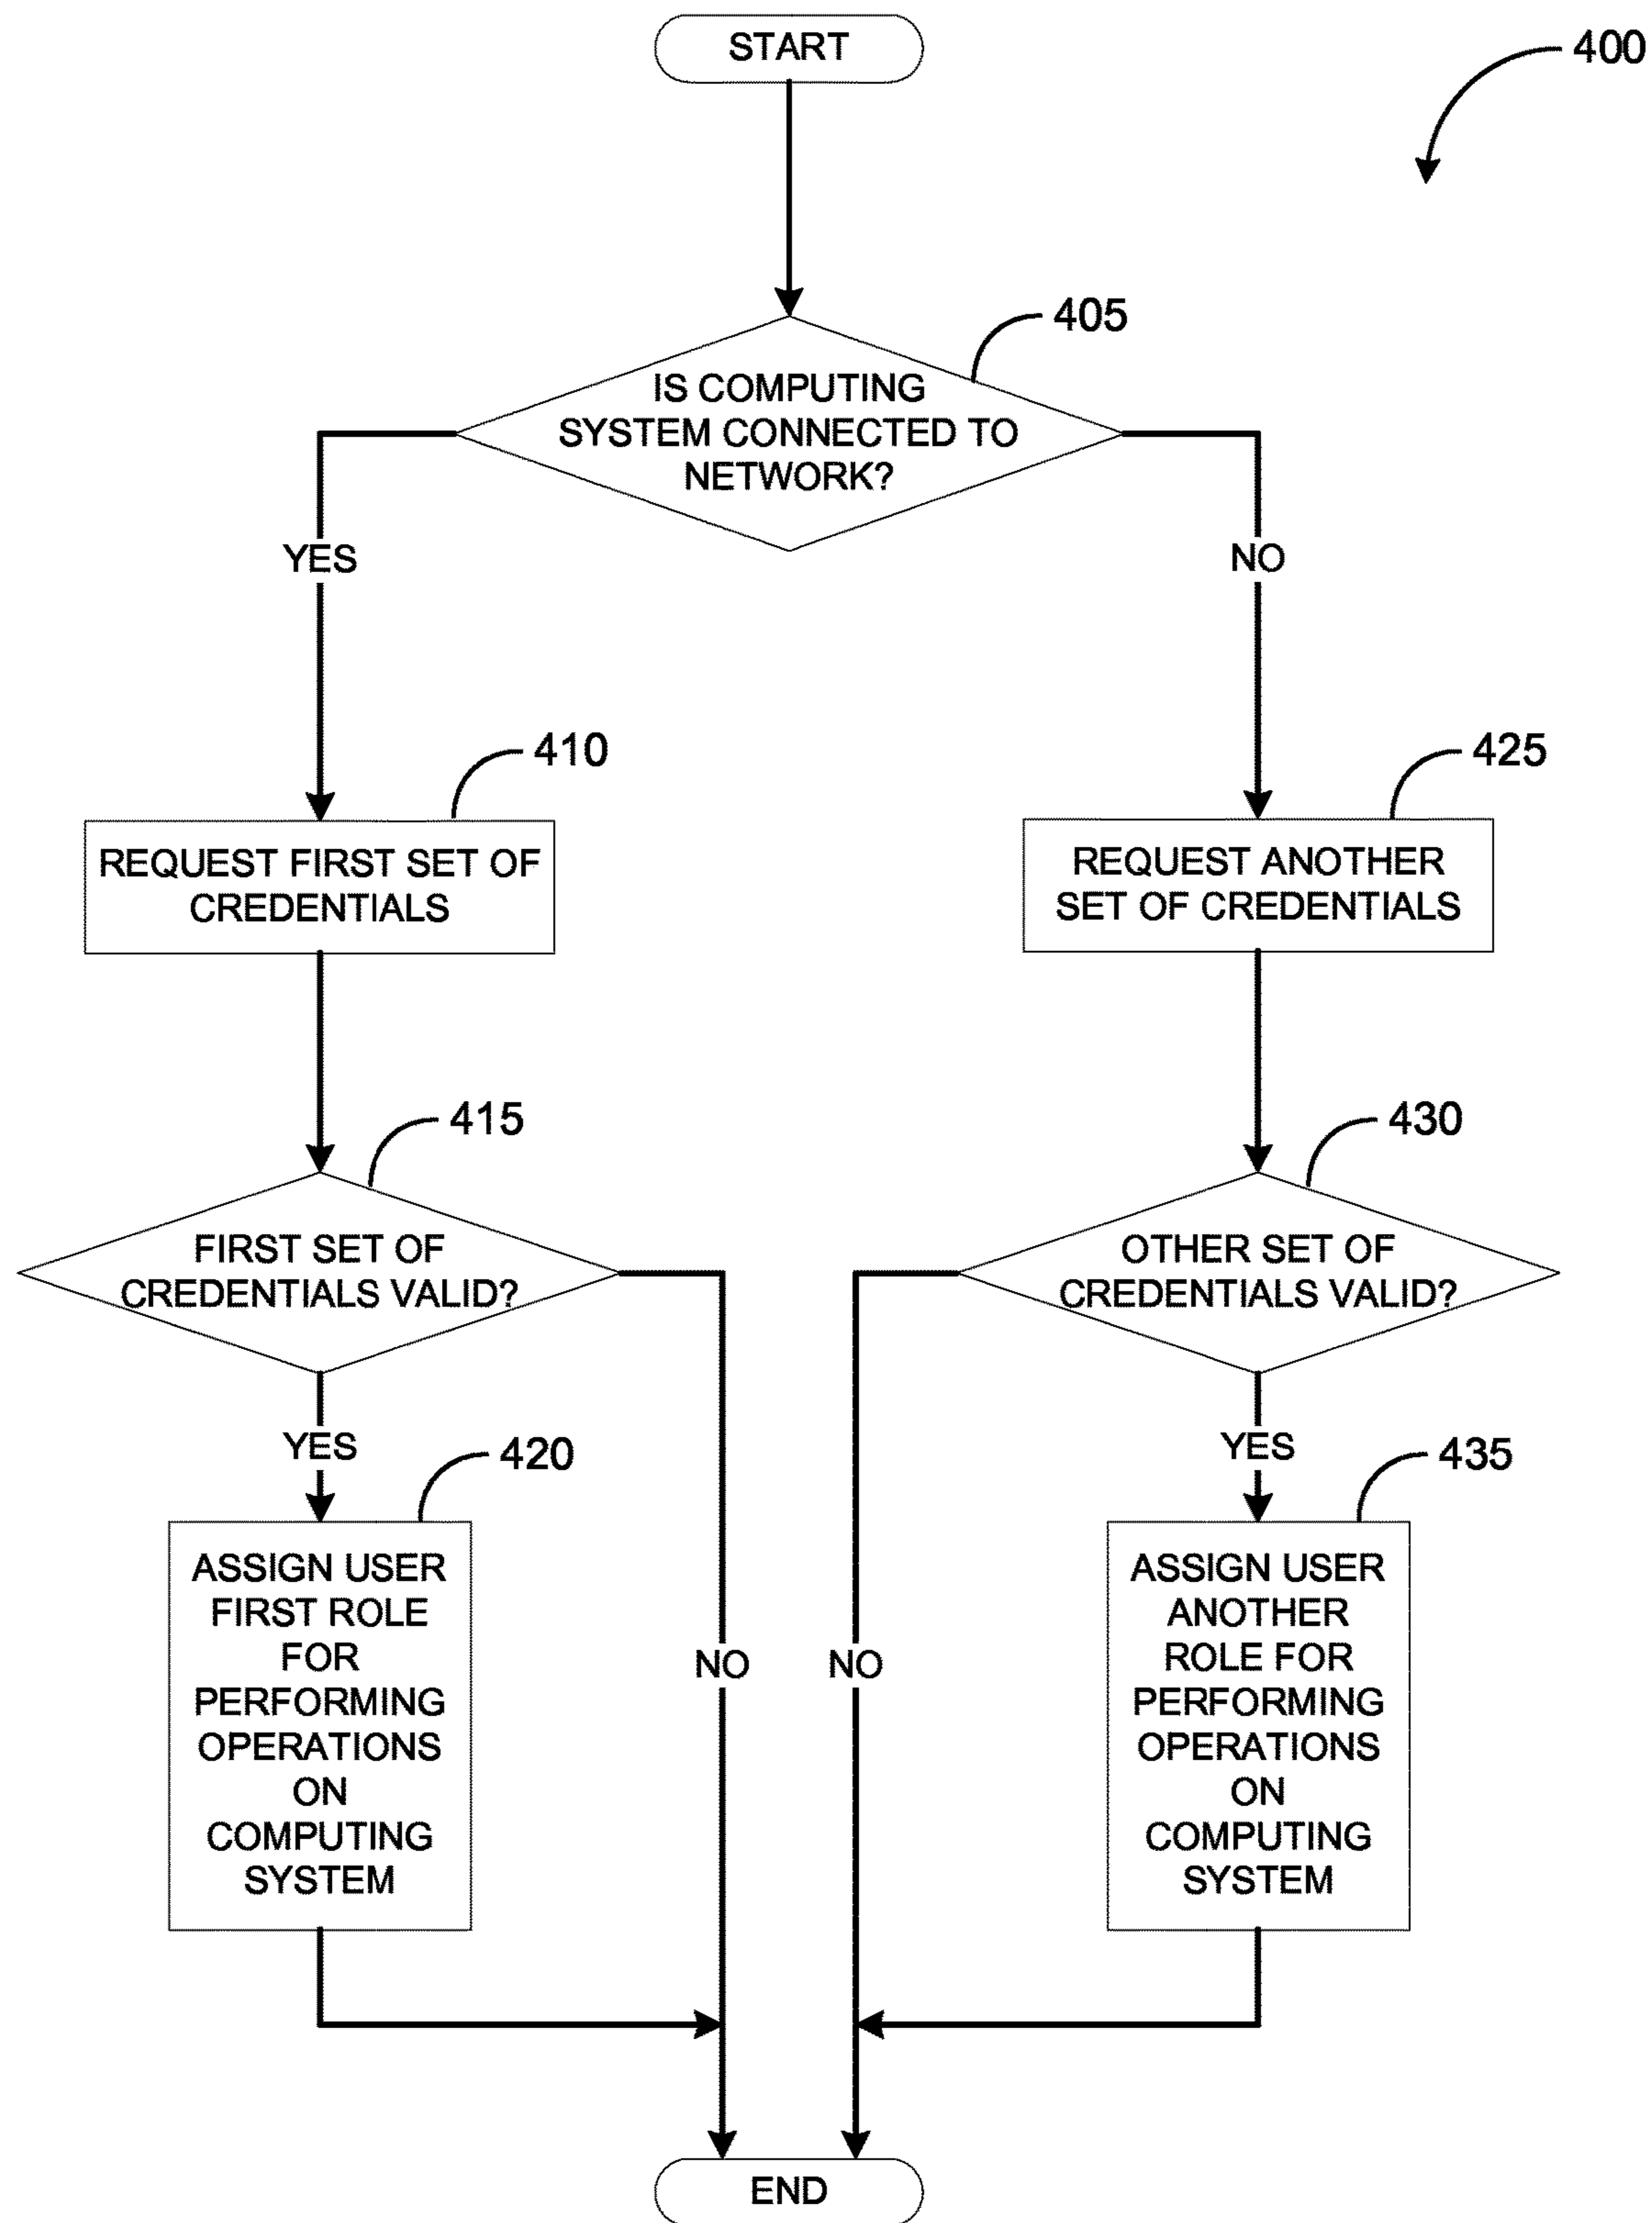 START
400
405
IS COMPUTING
SYSTEM CONNECTED TO
NETWORK?
YES
NO
410
425
REQUEST FIRST SET OF
CREDENTIALS
REQUEST ANOTHER
SET OF CREDENTIALS
415
430
FIRST SET OF
CREDENTIALS VALID?
OTHER SET OF
CREDENTIALS VALID?
YES
YES
420
435
ASSIGN USER
FIRST ROLE
FOR
PERFORMING
OPERATIONS
ON
COMPUTING
SYSTEM
NO
NO
ASSIGN USER
ANOTHER
ROLE FOR
PERFORMING
OPERATIONS
ON
COMPUTING
SYSTEM
END